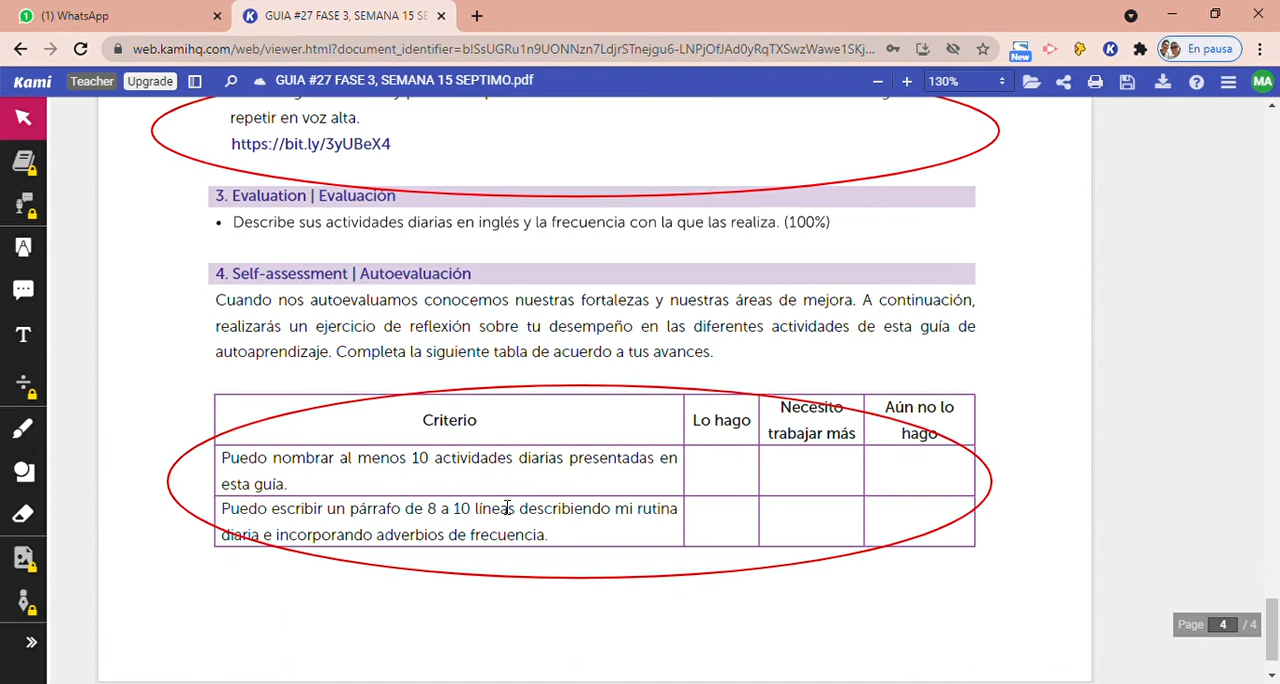 (1) WhatsApp
GUIA #27 FASE 3, SEMANA 15 SE
web.kamihq.com/web/viewer.html?document_identifier=blSsUGRu1n9UONNzn7LdjrSTnejgu6-LNPjOfJAd0yRqTXSwzWawe1SKj...
New
En pausa
Kami
Teacher
Upgrade
GUIA #27 FASE 3, SEMANA 15 SEPTIMO.pdf
130%
MA
repetir en voz alta.
https://bit.ly/3yUBeX4
3. Evaluation | Evaluación
• Describe sus actividades diarias en inglés y la frecuencia con la que las realiza. (100%)
4. Self-assessment | Autoevaluación
Cuando nos autoevaluamos conocemos nuestras fortalezas y nuestras áreas de mejora. A continuación,
realizarás un ejercicio de reflexión sobre tu desempeño en las diferentes actividades de esta guía de
autoaprendizaje. Completa la siguiente tabla de acuerdo a tus avances.
Criterio
Lo hago
Necesito
trabajar más
Aún no lo
hago
Puedo nombrar al menos 10 actividades diarias presentadas en
esta guía.
Puedo escribir un párrafo de 8 a 10 líneas describiendo mi rutina
diaria e incorporando adverbios de frecuencia.
Page 4 / 4